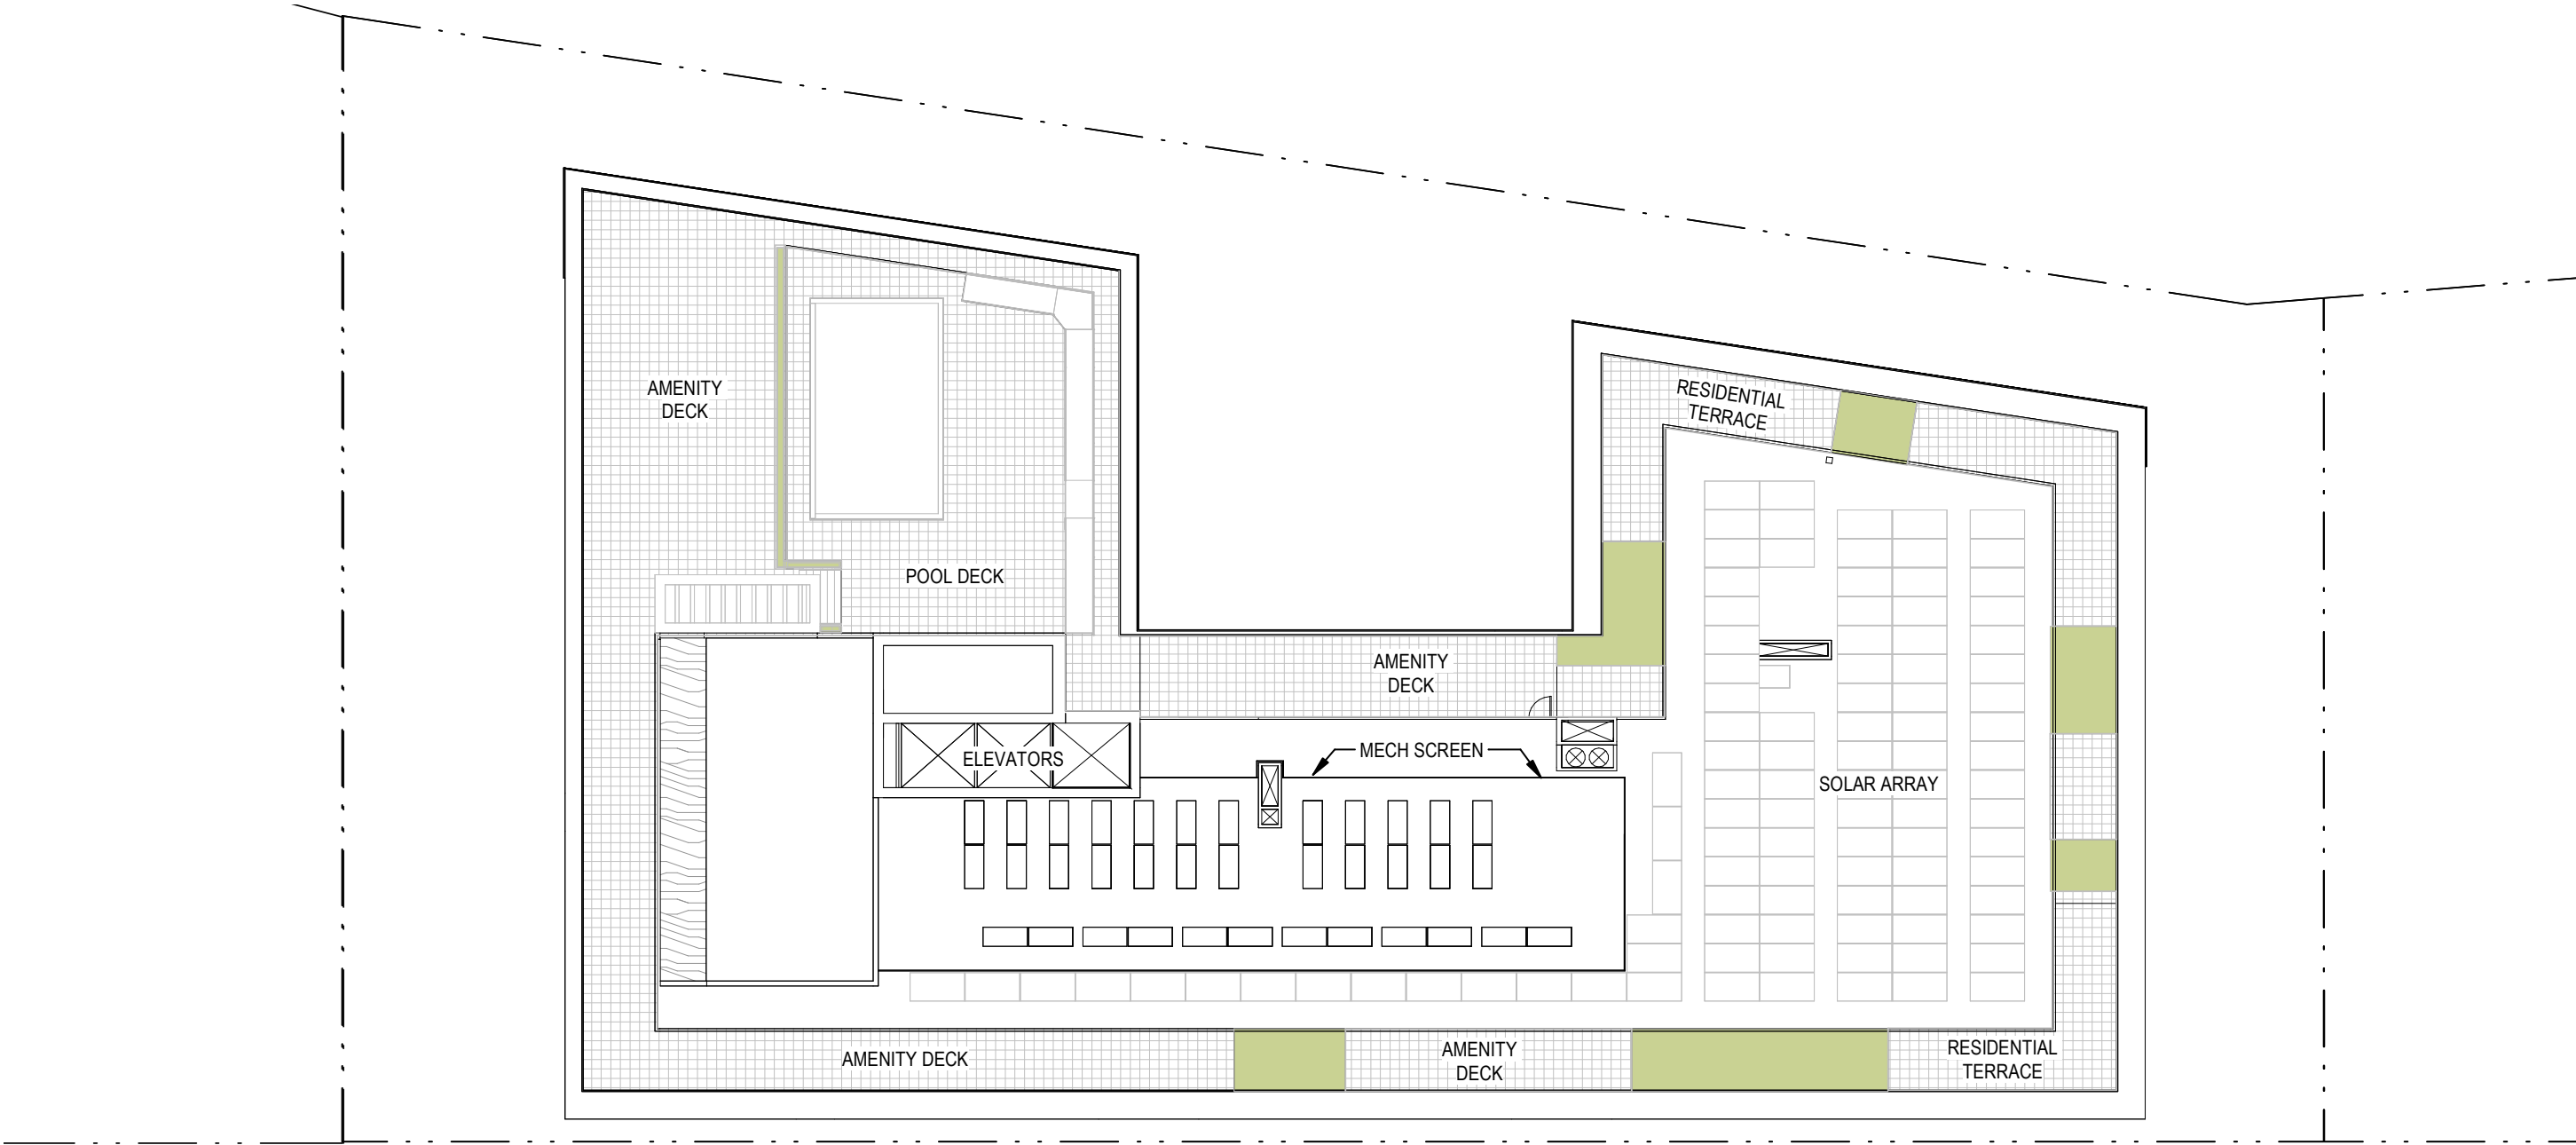 AMENITY
DECK
RESIDENTIAL
TERRACE
POOL DECK
AMENITY
DECK
ELEVATORS
MECH SCREEN
SOLAR ARRAY
AMENITY DECK
AMENITY
DECK
RESIDENTIAL
TERRACE